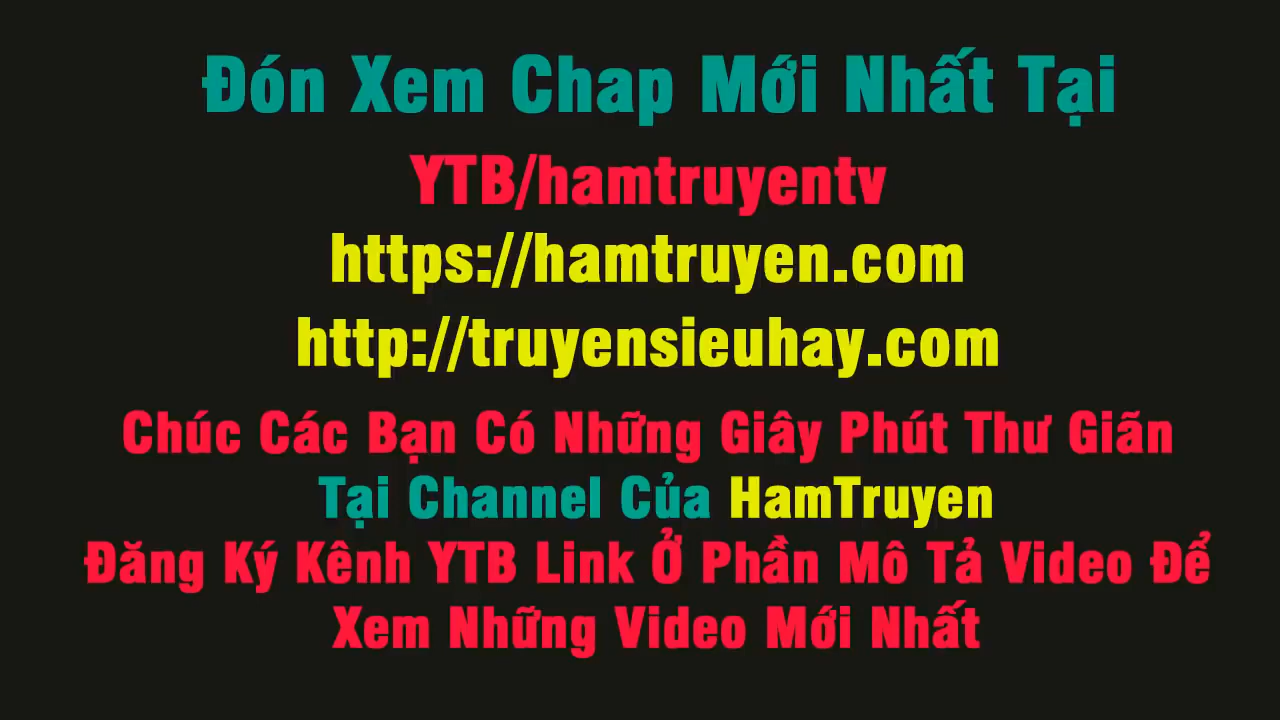 Đón Xem Chap Mới Nhất Tại
YTB/hamtruyentv
https://hamtruyen.com
http://truyensieuhay.com
Chúc Các Bạn Có Những Giây Phút Thư Giãn
Tại Channel Của HamTruyen
Đăng Ký Kênh YTB Link Ở Phần Mô Tả Video Để
Xem Những Video Mới Nhất